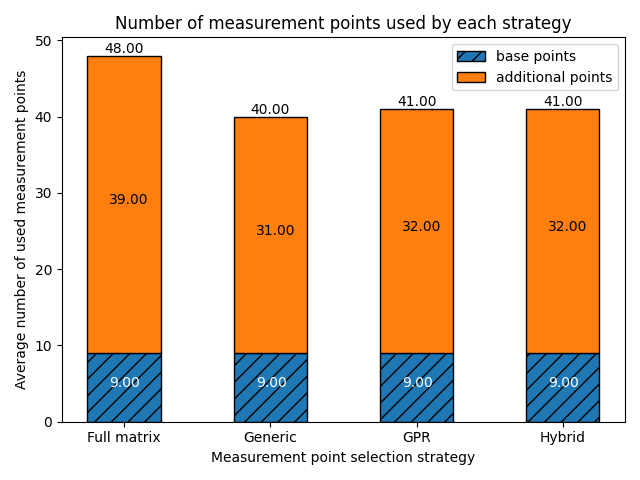 Number of measurement points used by each strategy
base points
additional points
Average number of used measurement points
50
40
30
20
10
0
48.00
40.00
41.00
41.00
39.00
31.00
32.00
32.00
9.00
9.00
9.00
9.00
Full matrix
Generic
GPR
Hybrid
Measurement point selection strategy